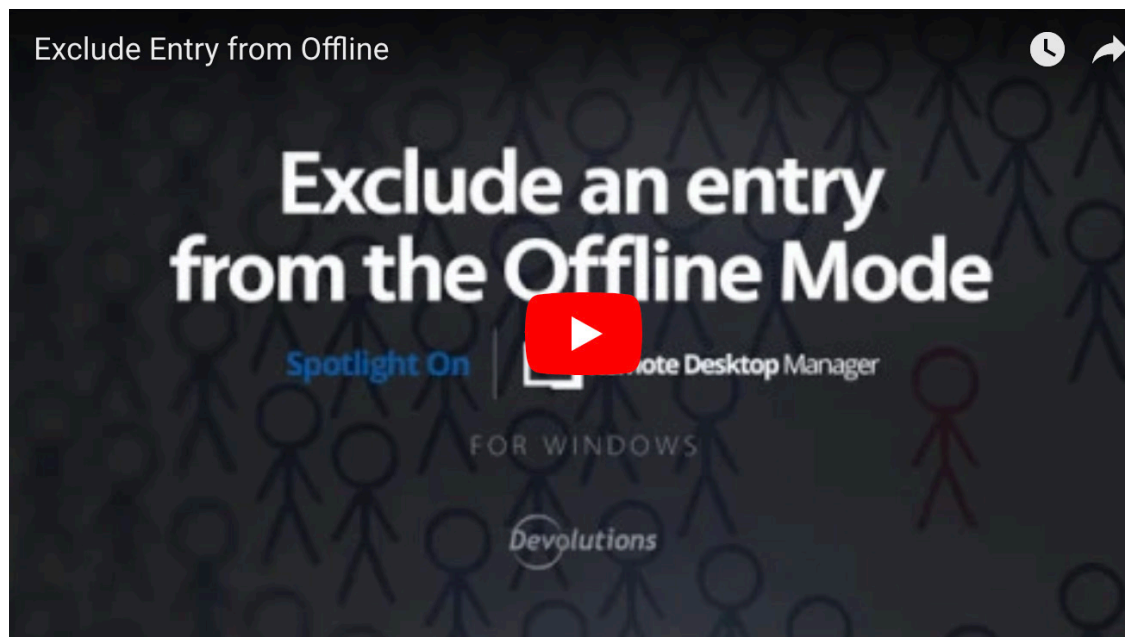 Exclude Entry from Offline
Exclude an entry
from the Offline Mode
Spotlight On
Desktop Manager
FOR WINDOWS
Devolutions